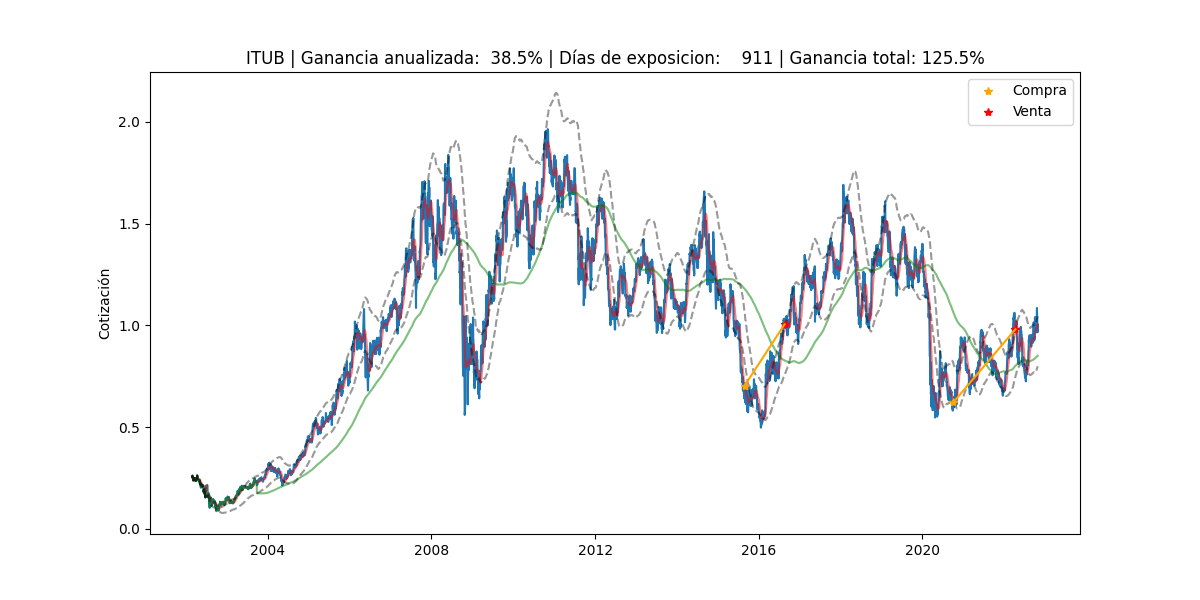 ITUB | Ganancia anualizada:  38.5% | Días de exposicion:    911 | Ganancia total: 125.5%
Compra
Venta
Cotización
2.0
1.5
1.0
0.5
0.0
2004
2008
2012
2016
2020